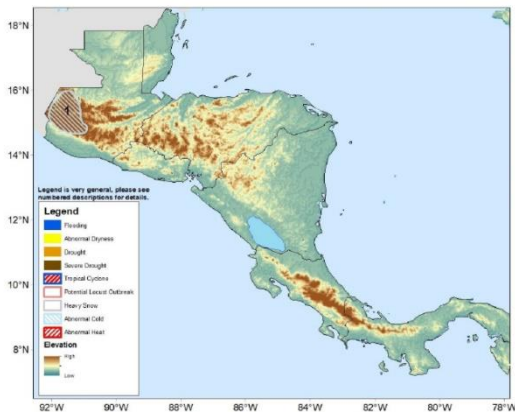 18°N
16°N
14°N
12°N
10°N
8°N
1
Legend is very general, please see
numbered descriptions for details.
Legend
Flooding
Abnormal Dryness
Drought
Severe Drought
Tropical Cyclone
Potential Locust Outbreak
Heavy Snow
Abnormal Cold
Abnormal Heat
Elevation
High
Low
92°W 90°W 88°W 86°W 84°W 82°W 80°W 78°W